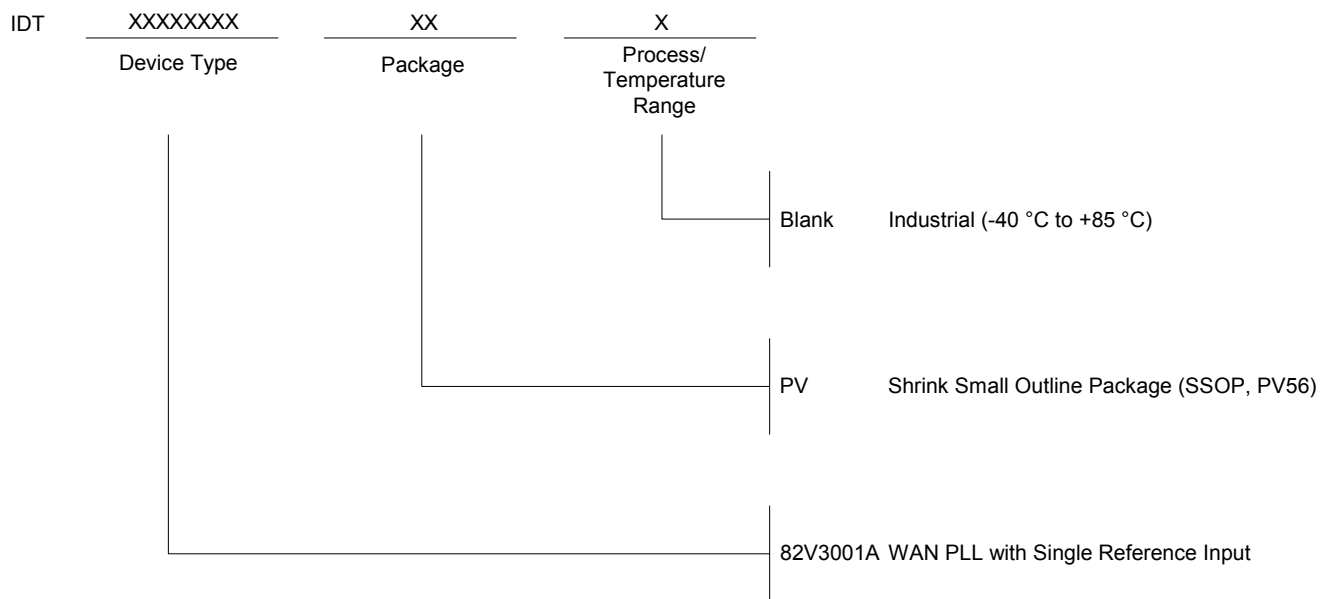 IDT XXXXXXXX XX X
Device Type Package Process/
Temperature
Range
Blank Industrial (-40 °C to +85 °C)
PV Shrink Small Outline Package (SSOP, PV56)
82V3001A WAN PLL with Single Reference Input